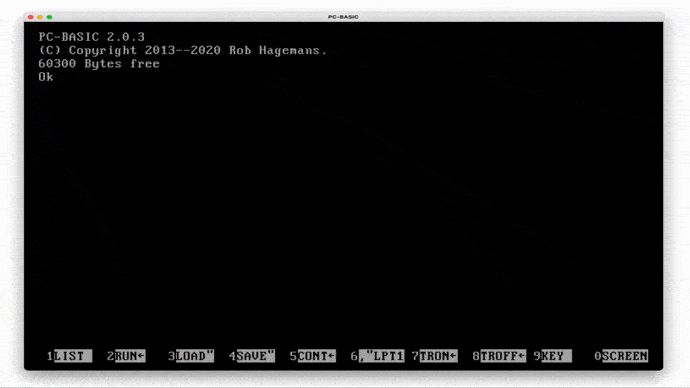 PC-BASIC
PC-BASIC 2.0.3
(C) Copyright 2013--2020 Rob Hagemans.
60300 Bytes free
Ok
1LIST 2RUN← 3LOAD" 4SAVE" 5CONT← 6,"LPT1 7TRON← 8TROFF← 9KEY 0SCREEN